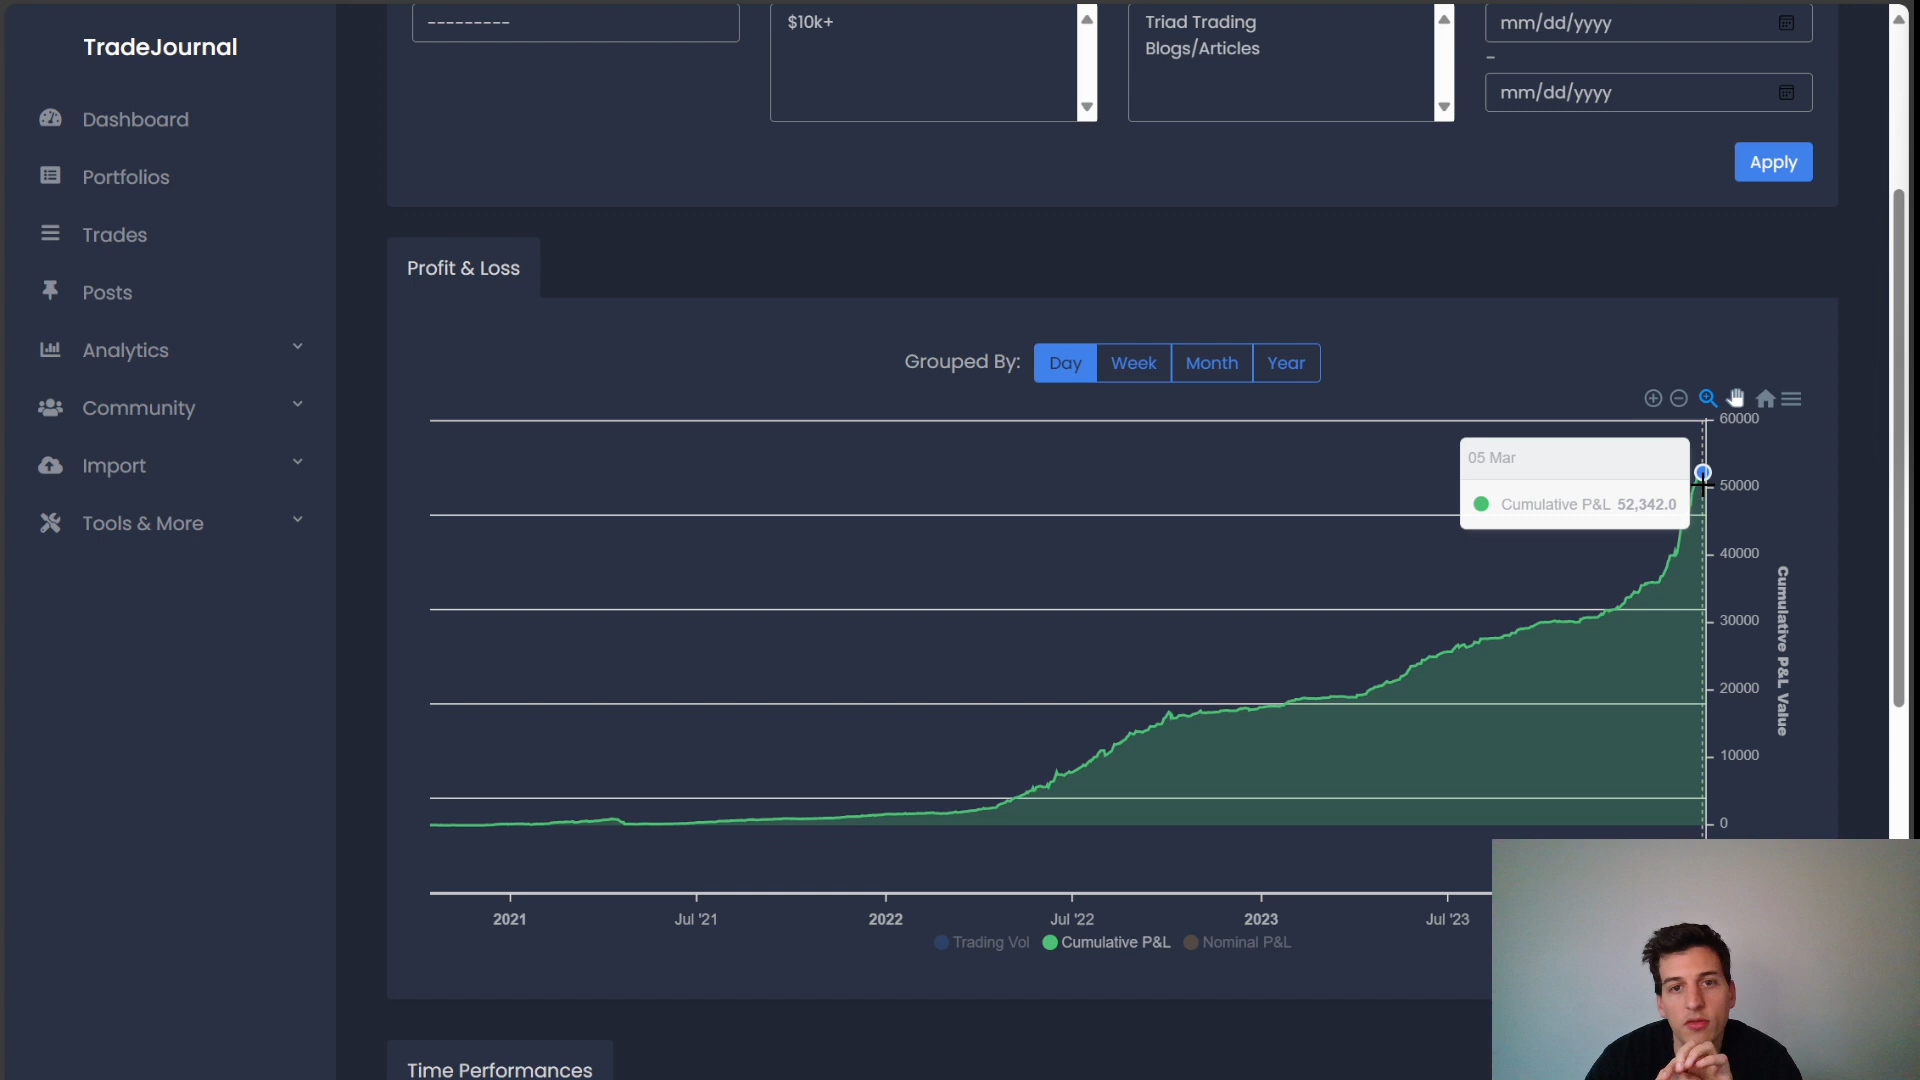 TradeJournal
Dashboard
Portfolios
Trades
Posts
Analytics
Community
Import
Tools & More
---------
$10k+
Triad Trading
Blogs/Articles
mm/dd/yyyy
–
mm/dd/yyyy
Apply
Profit & Loss
Grouped By:
Day
Week
Month
Year
05 Mar
Cumulative P&L 52,342.0
60000
50000
40000
30000
20000
10000
0
Cumulative P&L Value
2021
Jul '21
2022
Jul '22
2023
Jul '23
Trading Vol
Cumulative P&L
Nominal P&L
Time Performances